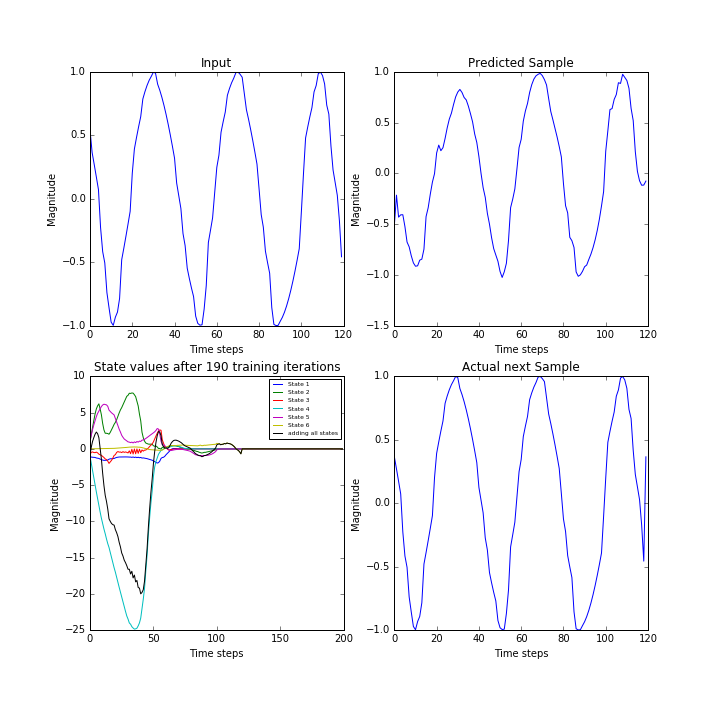 Input
Magnitude
1.0
0.5
0.0
−0.5
−1.0
0 20 40 60 80 100 120
Time steps
Predicted Sample
Magnitude
1.0
0.5
0.0
−0.5
−1.0
−1.5
0 20 40 60 80 100 120
Time steps
State values after 190 training iterations
Magnitude
10
5
0
−5
−10
−15
−20
−25
0 50 100 150 200
Time steps
State 1
State 2
State 3
State 4
State 5
State 6
adding all states
Actual next Sample
Magnitude
1.0
0.5
0.0
−0.5
−1.0
0 20 40 60 80 100 120
Time steps